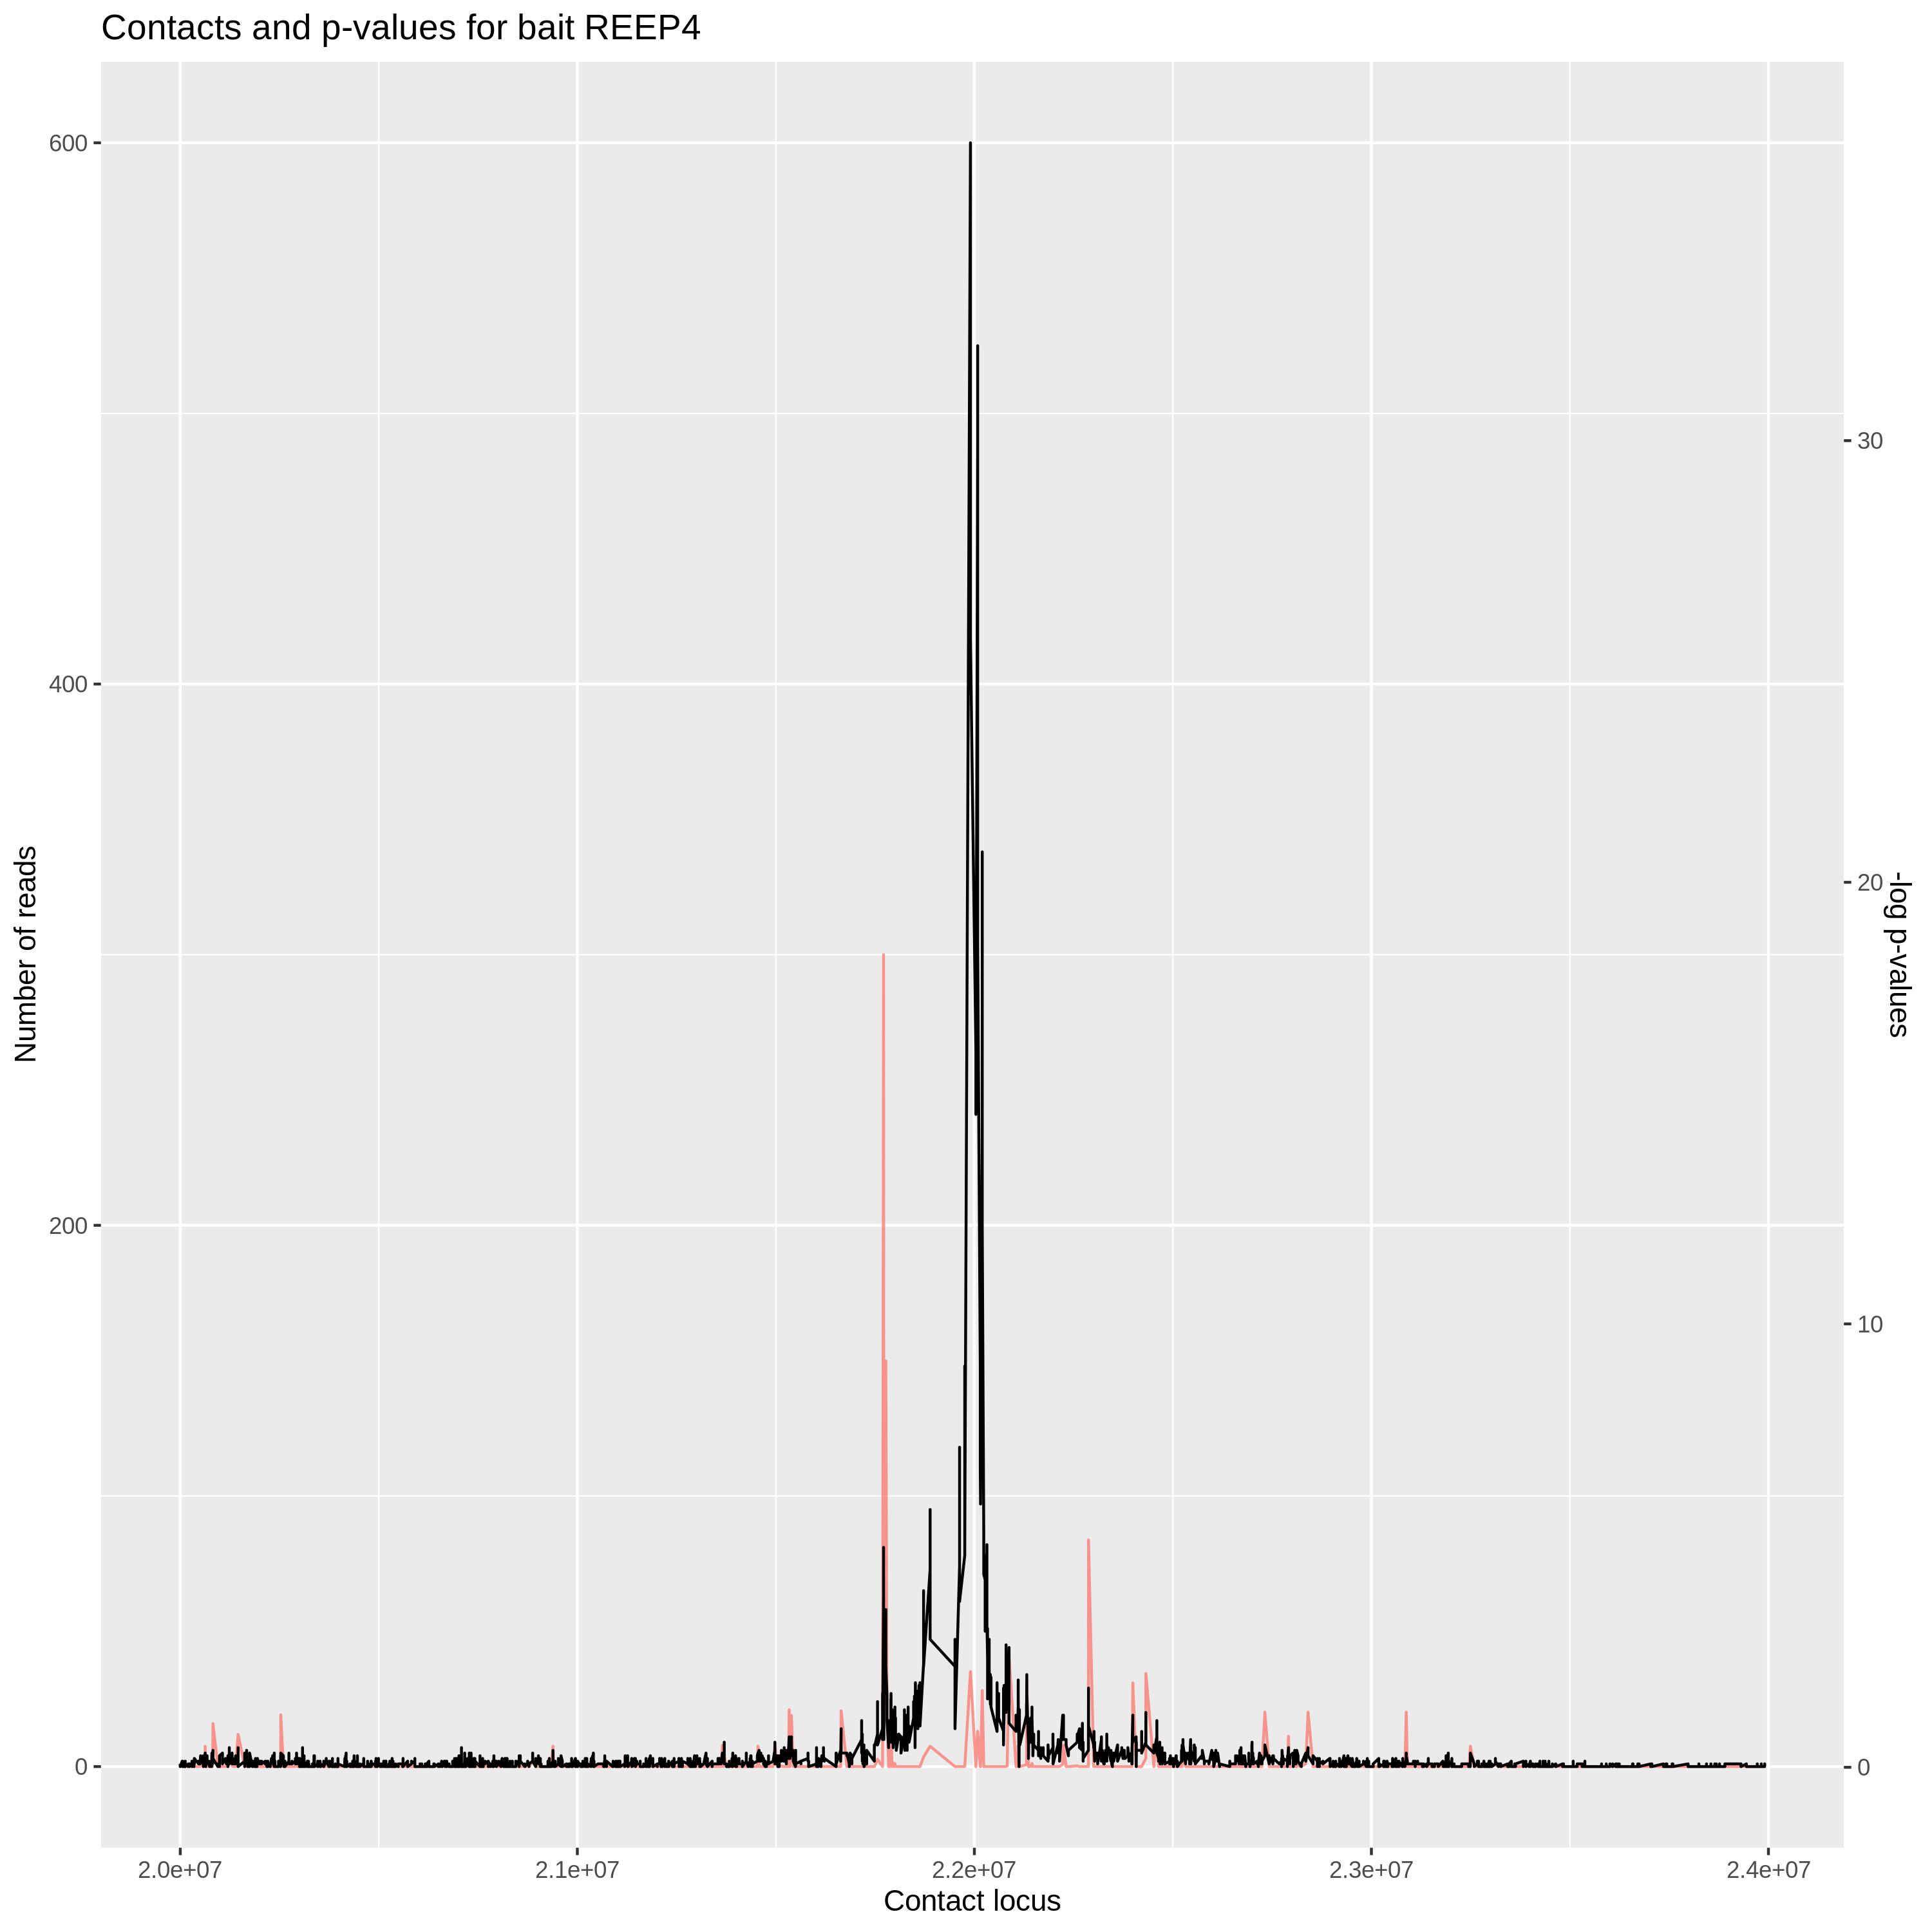 Contacts and p-values for bait REEP4
600
400
200
0
Number of reads
30
20
10
0
-log p-values
2.0e+07
2.1e+07
2.2e+07
2.3e+07
2.4e+07
Contact locus